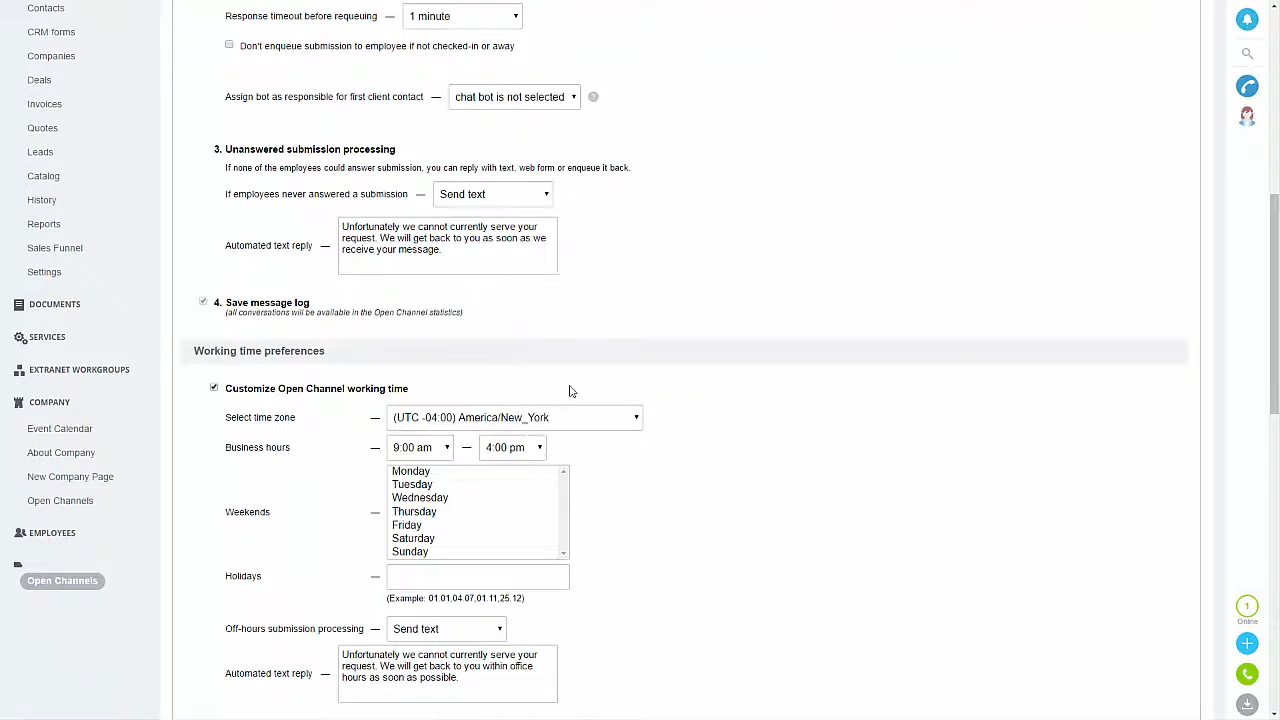 Contacts
CRM forms
Companies
Deals
Invoices
Quotes
Leads
Catalog
History
Reports
Sales Funnel
Settings
DOCUMENTS
SERVICES
EXTRANET WORKGROUPS
COMPANY
Event Calendar
About Company
New Company Page
Open Channels
EMPLOYEES
Open Channels
Response timeout before requeuing — 1 minute
Don't enqueue submission to employee if not checked-in or away
Assign bot as responsible for first client contact — chat bot is not selected ?
3. Unanswered submission processing
If none of the employees could answer submission, you can reply with text, web form or enqueue it back.
If employees never answered a submission — Send text
Automated text reply —
Unfortunately we cannot currently serve your
request. We will get back to you as soon as we
receive your message.
4. Save message log
(all conversations will be available in the Open Channel statistics)
Working time preferences
Customize Open Channel working time
Select time zone — (UTC -04:00) America/New_York
Business hours — 9:00 am — 4:00 pm
Weekends —
Monday
Tuesday
Wednesday
Thursday
Friday
Saturday
Sunday
Holidays —
(Example: 01.01,04.07,01.11,25.12)
Off-hours submission processing — Send text
Automated text reply —
Unfortunately we cannot currently serve your
request. We will get back to you within office
hours as soon as possible.
1
Online